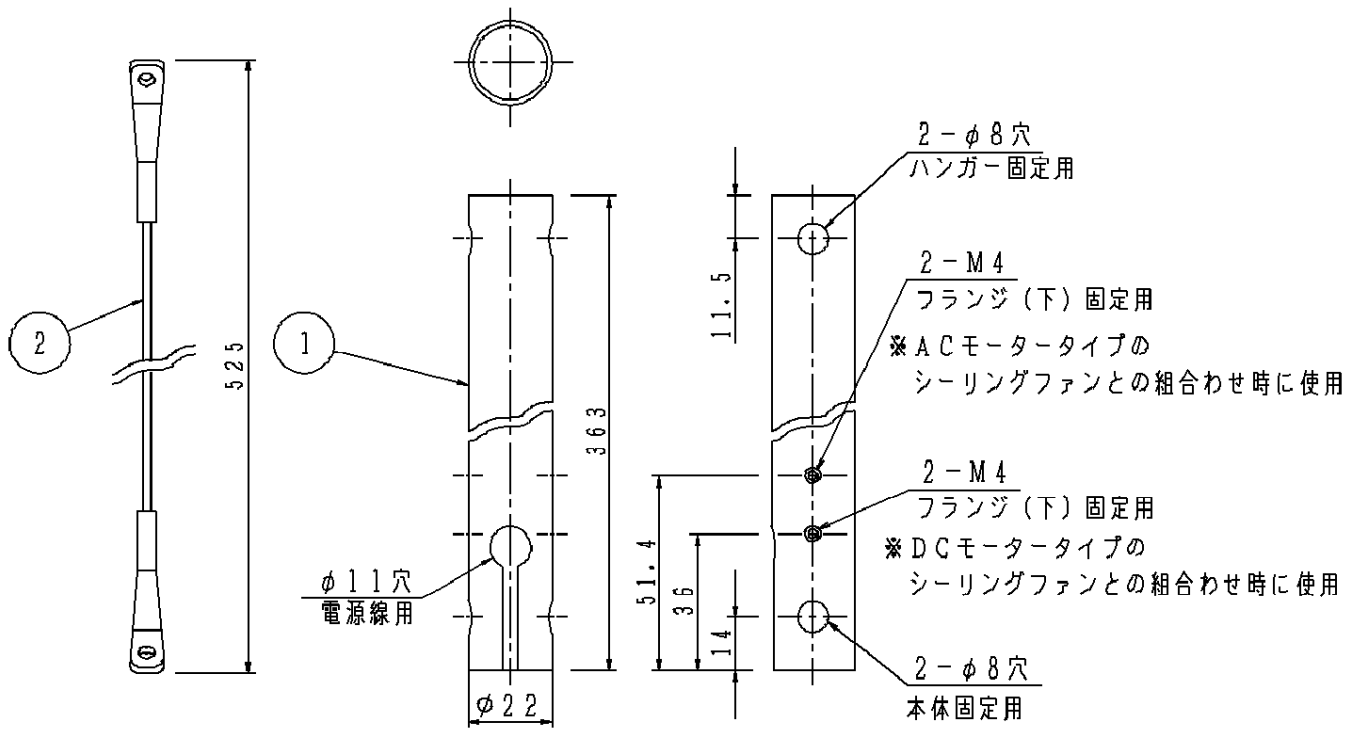 2-φ8穴
ハンガー固定用
2-M4
フランジ(下)固定用
※ACモータータイプの
シーリングファンとの組合わせ時に使用
2-M4
フランジ(下)固定用
※DCモータータイプの
シーリングファンとの組合わせ時に使用
2-φ8穴
本体固定用
φ11穴
電源線用
①
②
525
363
11.5
51.4
36
14
φ22